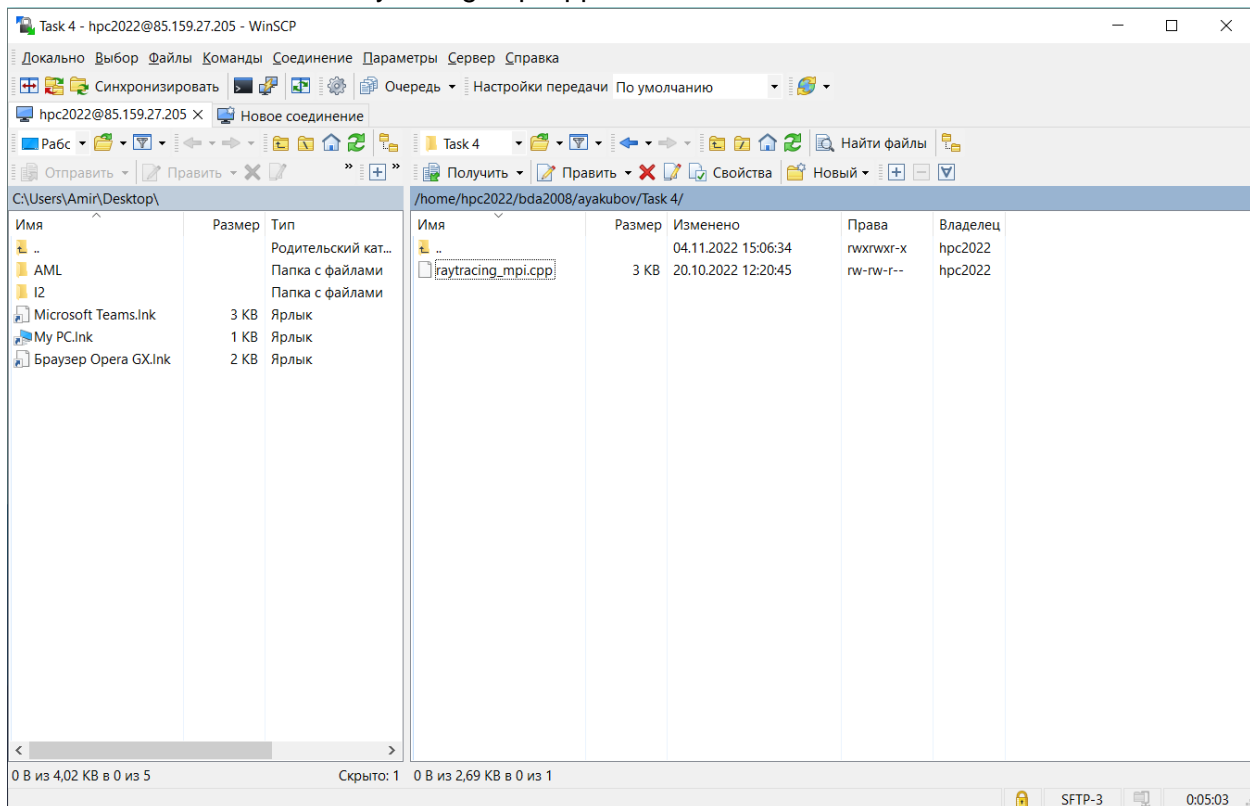 Task 4 - hpc2022@85.159.27.205 - WinSCP
Локально Выбор Файлы Команды Соединение Параметры Сервер Справка
Синхронизировать Очередь Настройки передачи По умолчанию
hpc2022@85.159.27.205 Новое соединение
Рабс Task 4 Найти файлы
Отправить Править » » Получить Править Свойства Новый
C:\Users\Amir\Desktop\ /home/hpc2022/bda2008/ayakubov/Task 4/
Имя Размер Тип Имя Размер Изменено Права Владелец
.. Родительский кат... .. 04.11.2022 15:06:34 rwxrwxr-x hpc2022
AML Папка с файлами raytracing_mpi.cpp 3 KB 20.10.2022 12:20:45 rw-rw-r-- hpc2022
I2 Папка с файлами
Microsoft Teams.lnk 3 KB Ярлык
My PC.lnk 1 KB Ярлык
Браузер Opera GX.lnk 2 KB Ярлык
0 B из 4,02 KB в 0 из 5 Скрыто: 1 0 B из 2,69 KB в 0 из 1
SFTP-3 0:05:03